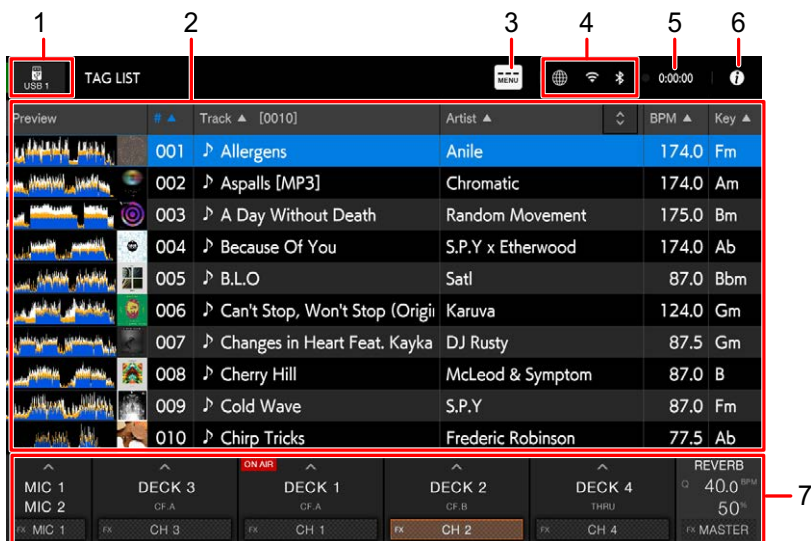 1 2 3 4 5 6
USB 1 TAG LIST MENU 0:00:00 i
Preview # ▲ Track ▲ [0010] Artist ▲ BPM ▲ Key ▲
001 ♪ Allergens Anile 174.0 Fm
002 ♪ Aspalls [MP3] Chromatic 174.0 Am
003 ♪ A Day Without Death Random Movement 175.0 Bm
004 ♪ Because Of You S.P.Y x Etherwood 174.0 Ab
005 ♪ B.L.O Satl 87.0 Bbm
006 ♪ Can't Stop, Won't Stop (Origi Karuva 124.0 Gm
007 ♪ Changes in Heart Feat. Kayka DJ Rusty 87.5 Gm
008 ♪ Cherry Hill McLeod & Symptom 87.0 B
009 ♪ Cold Wave S.P.Y 87.0 Fm
010 ♪ Chirp Tricks Frederic Robinson 77.5 Ab
ON AIR REVERB
MIC 1 DECK 3 DECK 1 DECK 2 DECK 4 Q 40.0 BPM
MIC 2 CF.A CF.A CF.B THRU 50%
FX MIC 1 FX CH 3 FX CH 1 FX CH 2 FX CH 4 FX MASTER
7